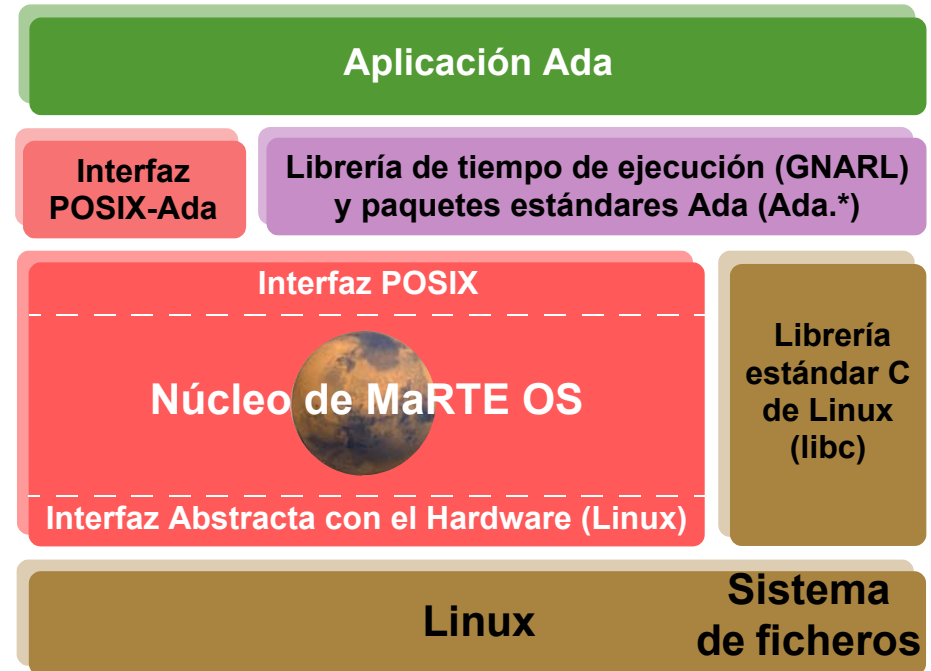 Aplicación Ada
Interfaz
POSIX-Ada
Librería de tiempo de ejecución (GNARL)
y paquetes estándares Ada (Ada.*)
Interfaz POSIX
Núcleo de MaRTE OS
Interfaz Abstracta con el Hardware (Linux)
Librería
estándar C
de Linux
(libc)
Linux
Sistema
de ficheros